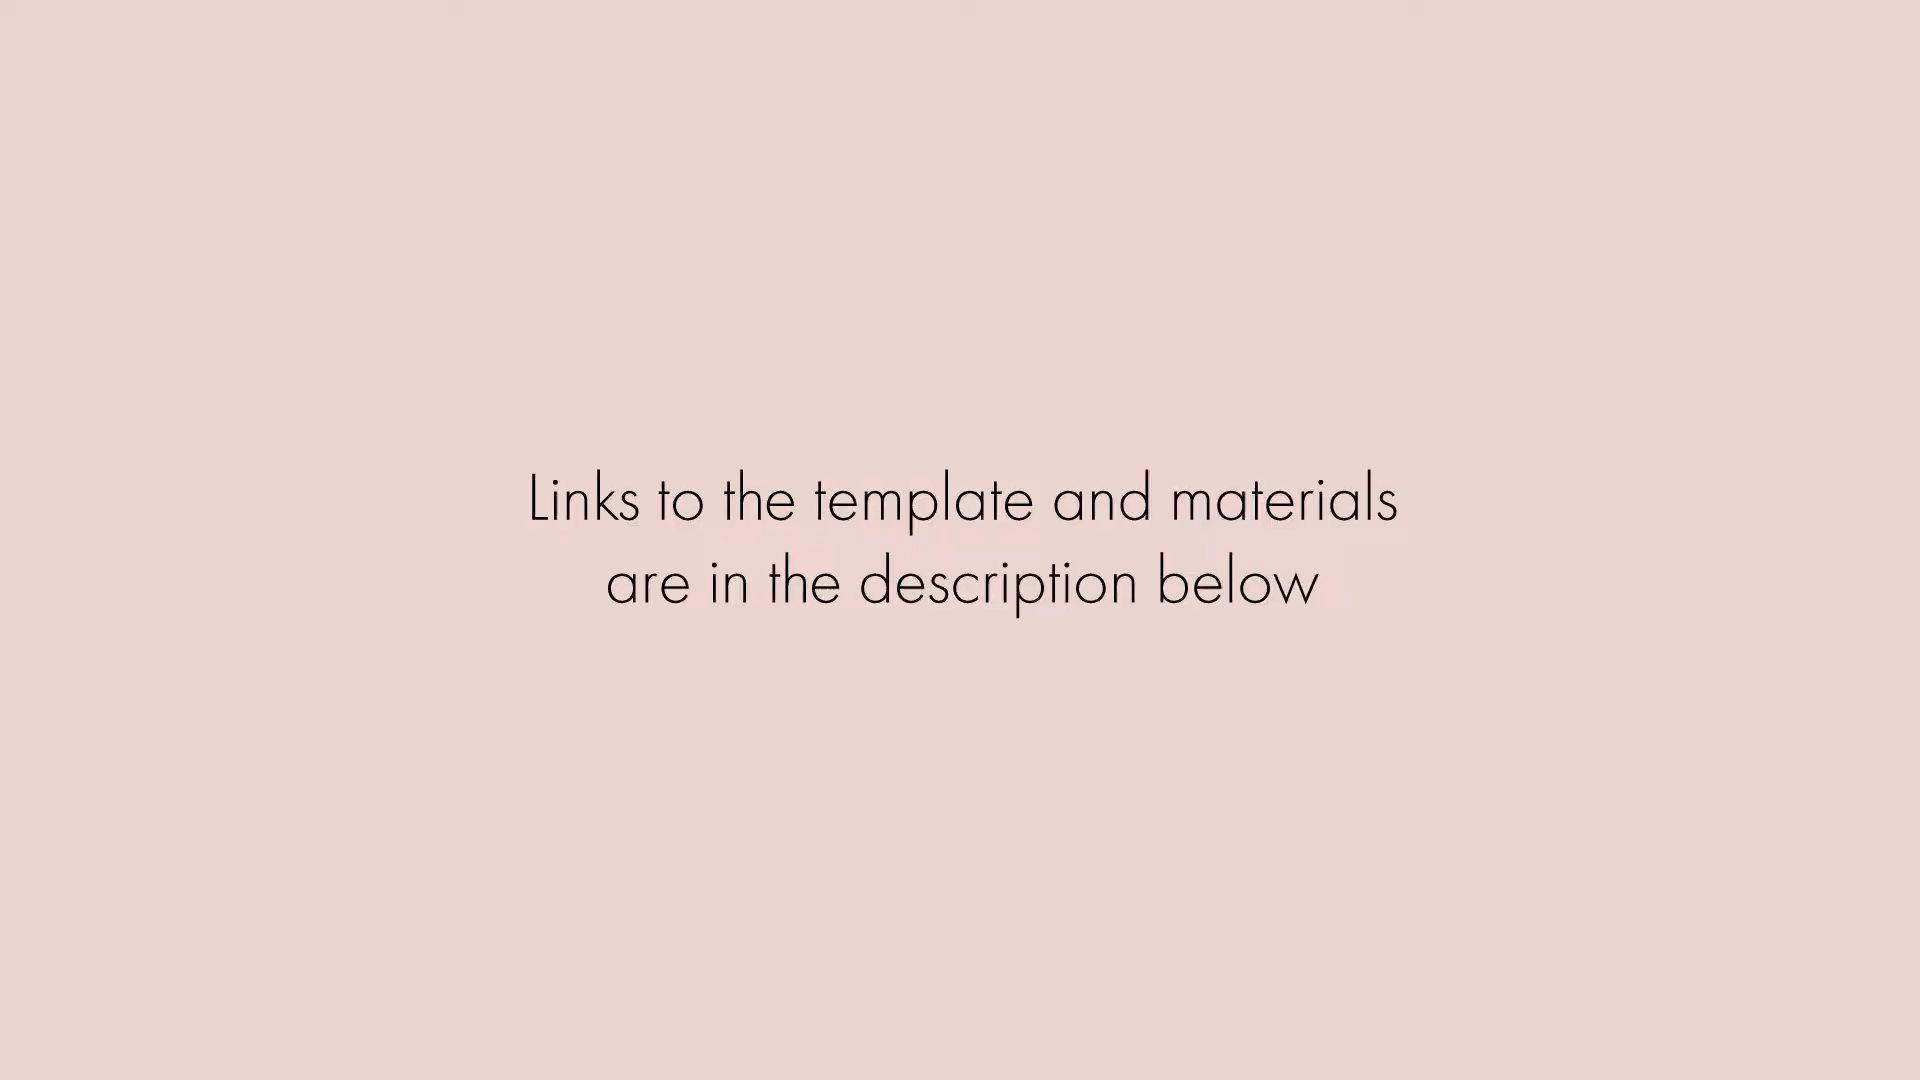 Links to the template and materials
are in the description below